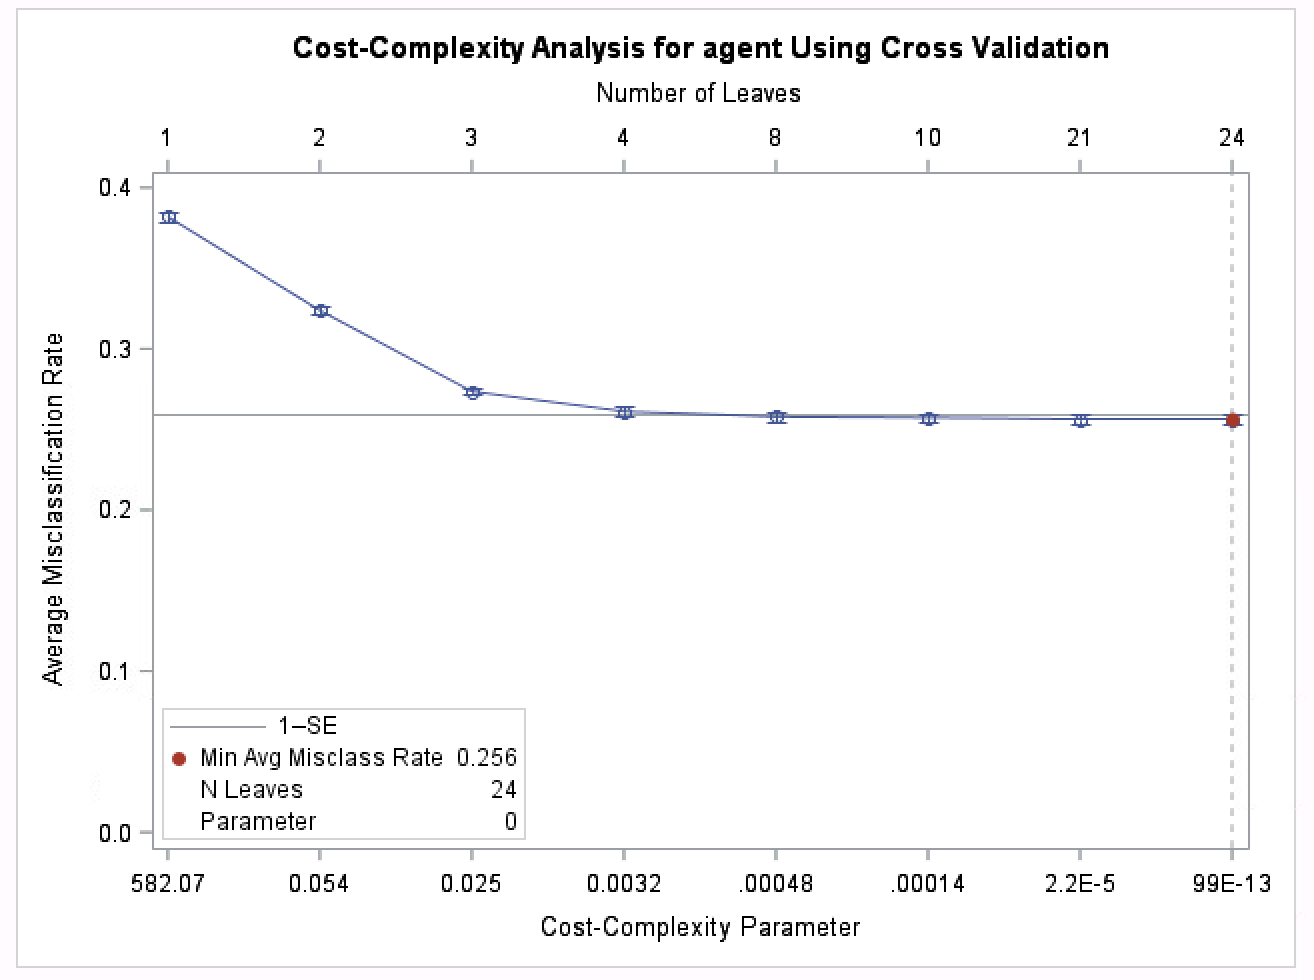 Cost-Complexity Analysis for agent Using Cross Validation
Number of Leaves
1 2 3 4 8 10 21 24
0.4
0.3
0.2
0.1
0.0
Average Misclassification Rate
1–SE
Min Avg Misclass Rate 0.256
N Leaves 24
Parameter 0
582.07 0.054 0.025 0.0032 .00048 .00014 2.2E-5 99E-13
Cost-Complexity Parameter